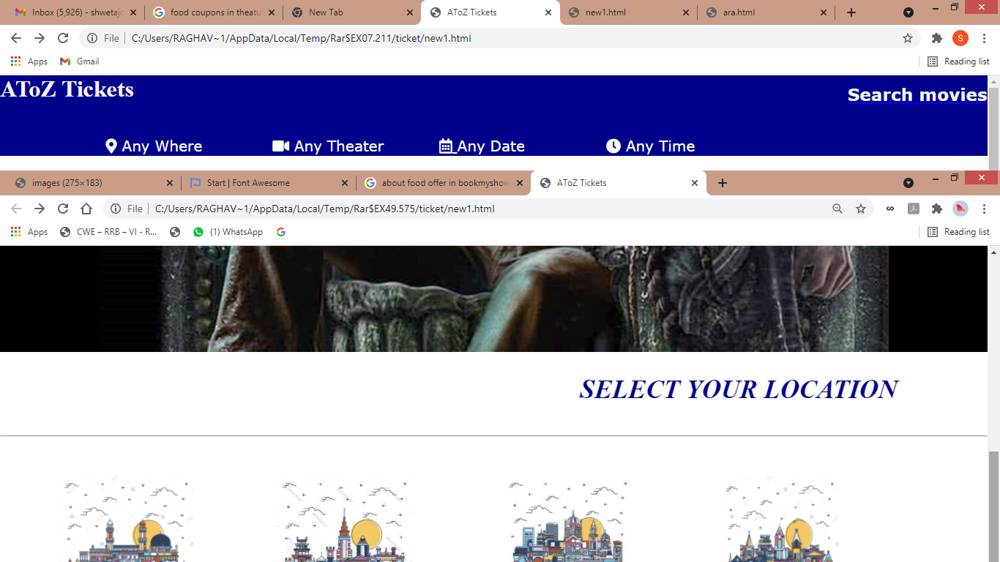 Inbox (5,926) - shwetajo
food coupons in theatu
New Tab
AToZ Tickets
new1.html
ara.html
File
C:/Users/RAGHAV~1/AppData/Local/Temp/Rar$EX07.211/ticket/new1.html
S
Apps
Gmail
Reading list
AToZ Tickets
Search movies
Any Where
Any Theater
Any Date
Any Time
images (275×183)
Start | Font Awesome
about food offer in bookmyshow
AToZ Tickets
File
C:/Users/RAGHAV~1/AppData/Local/Temp/Rar$EX49.575/ticket/new1.html
Apps
CWE – RRB – VI - R...
(1) WhatsApp
Reading list
SELECT YOUR LOCATION